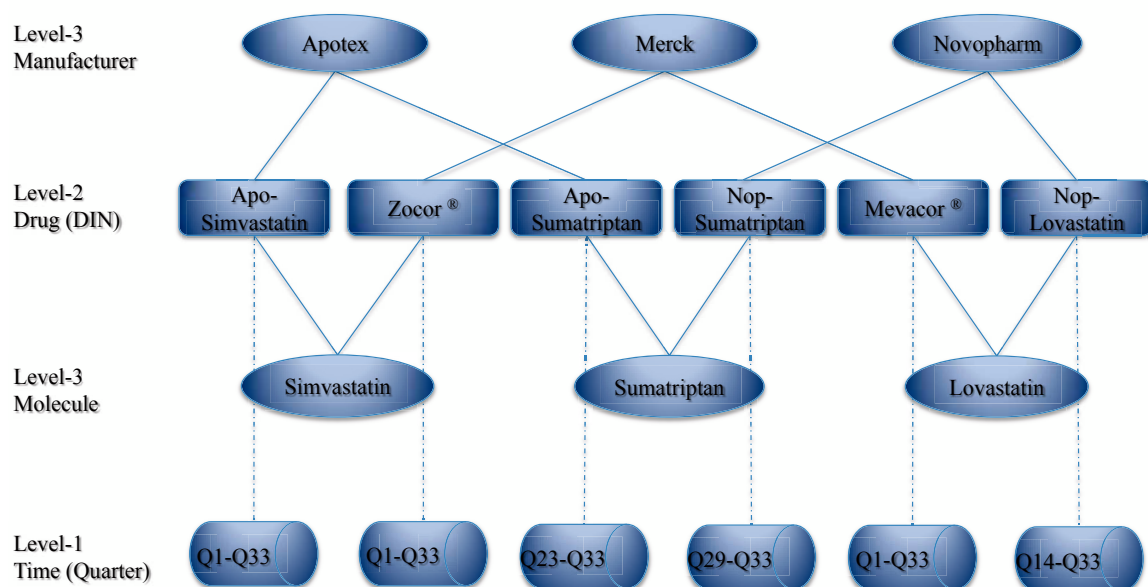 Level-3
Manufacturer
Apotex
Merck
Novopharm
Level-2
Drug (DIN)
Apo-
Simvastatin
Zocor ®
Apo-
Sumatriptan
Nop-
Sumatriptan
Mevacor ®
Nop-
Lovastatin
Level-3
Molecule
Simvastatin
Sumatriptan
Lovastatin
Level-1
Time (Quarter)
Q1-Q33
Q1-Q33
Q23-Q33
Q29-Q33
Q1-Q33
Q14-Q33